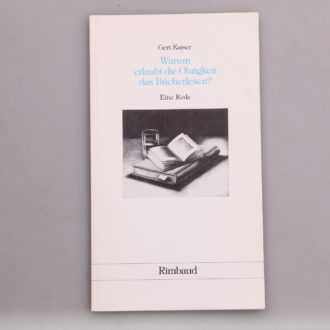 Gert Kaiser
Warum
erlaubt die Obrigkeit
das Bücherlesen?
Eine Rede
Rimbaud